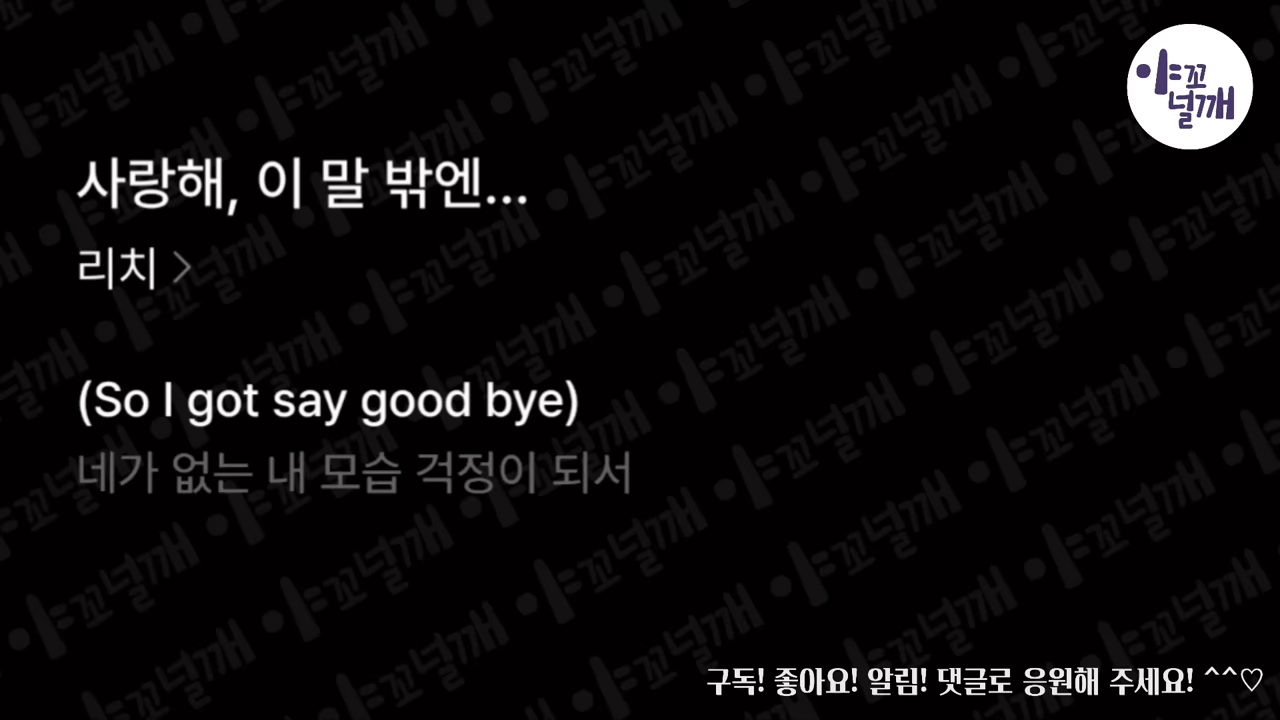 야꼬
널깨
사랑해, 이 말 밖엔...
리치 >
(So I got say good bye)
네가 없는 내 모습 걱정이 되서
구독! 좋아요! 알림! 댓글로 응원해 주세요! ^^♡